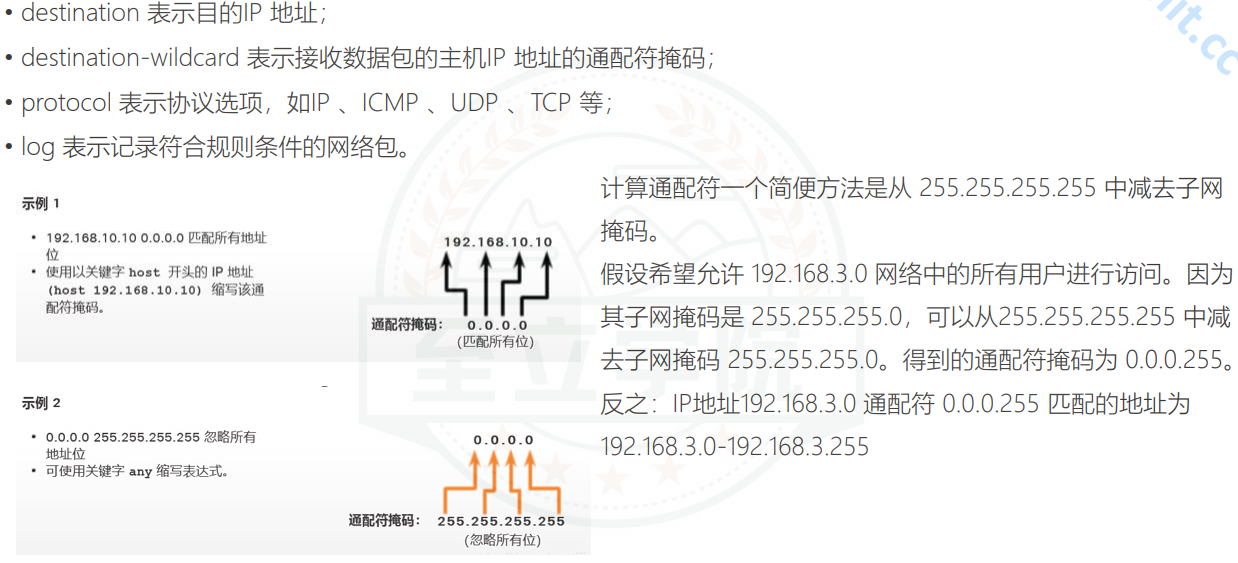 • destination 表示目的IP 地址；
• destination-wildcard 表示接收数据包的主机IP 地址的通配符掩码；
• protocol 表示协议选项，如IP 、ICMP 、UDP 、TCP 等；
• log 表示记录符合规则条件的网络包。
示例 1
• 192.168.10.10 0.0.0.0 匹配所有地址
位
• 使用以关键字 host 开头的 IP 地址
(host 192.168.10.10) 缩写该通
配符掩码。
192.168.10.10
通配符掩码： 0.0.0.0
(匹配所有位)
示例 2
• 0.0.0.0 255.255.255.255 忽略所有
地址位
• 可使用关键字 any 缩写表达式。
0.0.0.0
通配符掩码： 255.255.255.255
(忽略所有位)
计算通配符一个简便方法是从 255.255.255.255 中减去子网
掩码。
假设希望允许 192.168.3.0 网络中的所有用户进行访问。因为
其子网掩码是 255.255.255.0，可以从255.255.255.255 中减
去子网掩码 255.255.255.0。得到的通配符掩码为 0.0.0.255。
反之：IP地址192.168.3.0 通配符 0.0.0.255 匹配的地址为
192.168.3.0-192.168.3.255